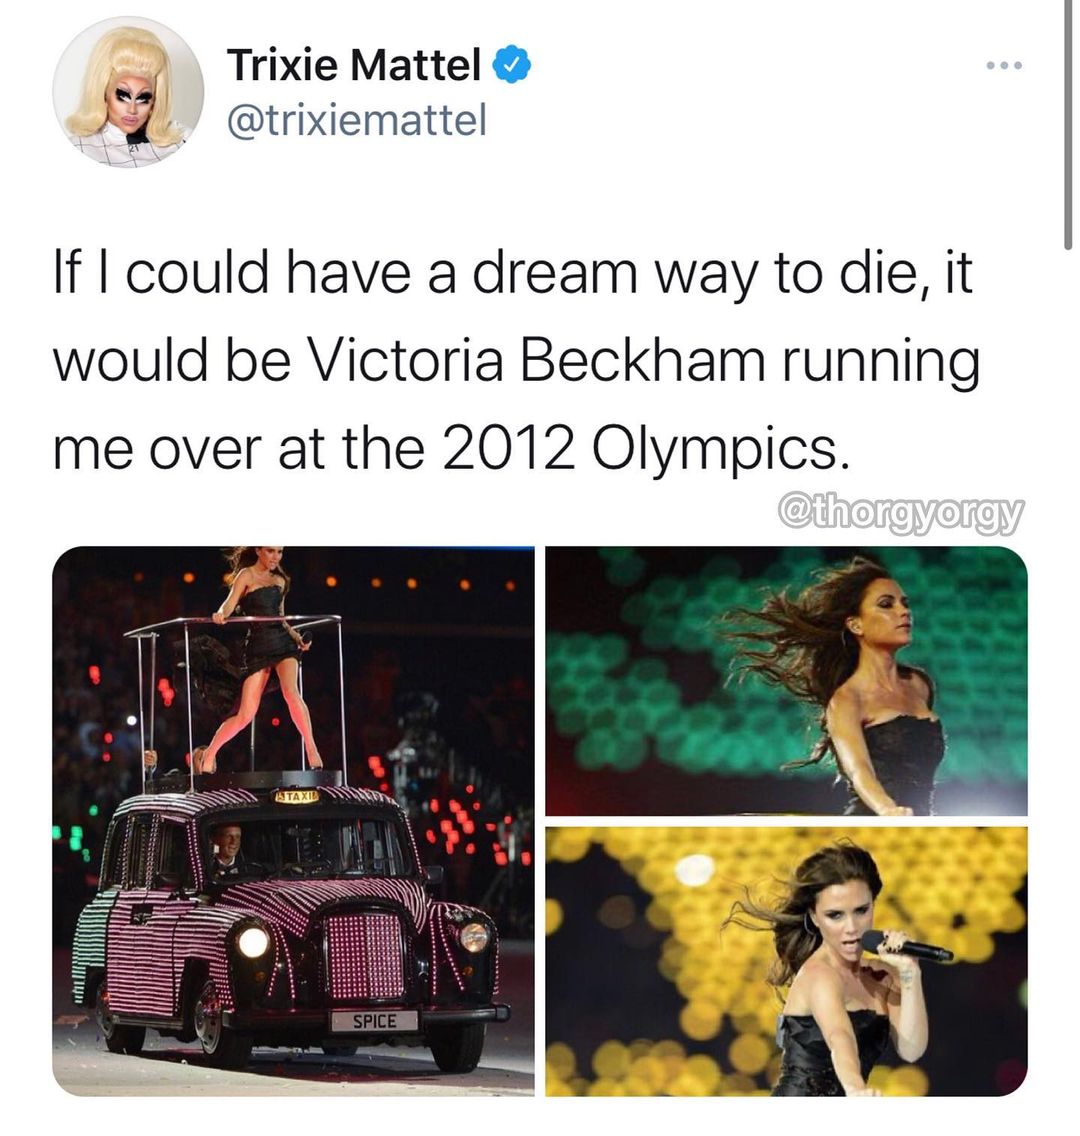 Trixie Mattel
@trixiemattel
If I could have a dream way to die, it
would be Victoria Beckham running
me over at the 2012 Olympics.
@thorgyorgy
TAXI
SPICE